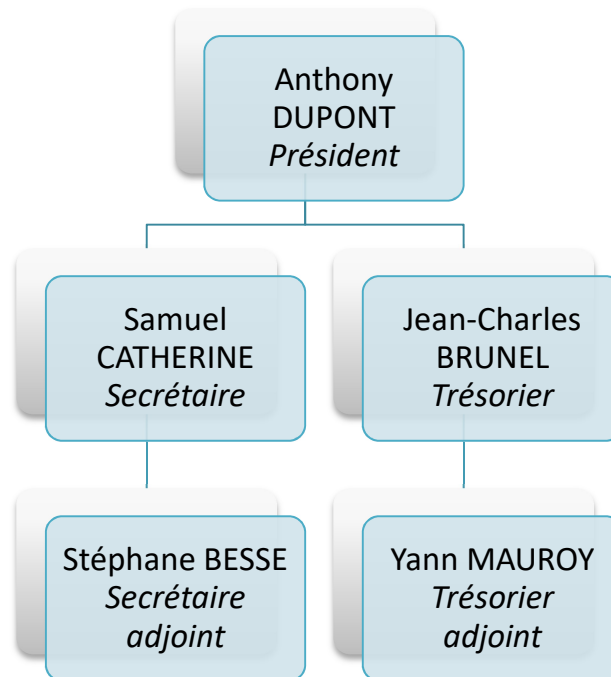 Anthony
DUPONT
Président
Samuel
CATHERINE
Secrétaire
Jean-Charles
BRUNEL
Trésorier
Stéphane BESSE
Secrétaire
adjoint
Yann MAUROY
Trésorier
adjoint